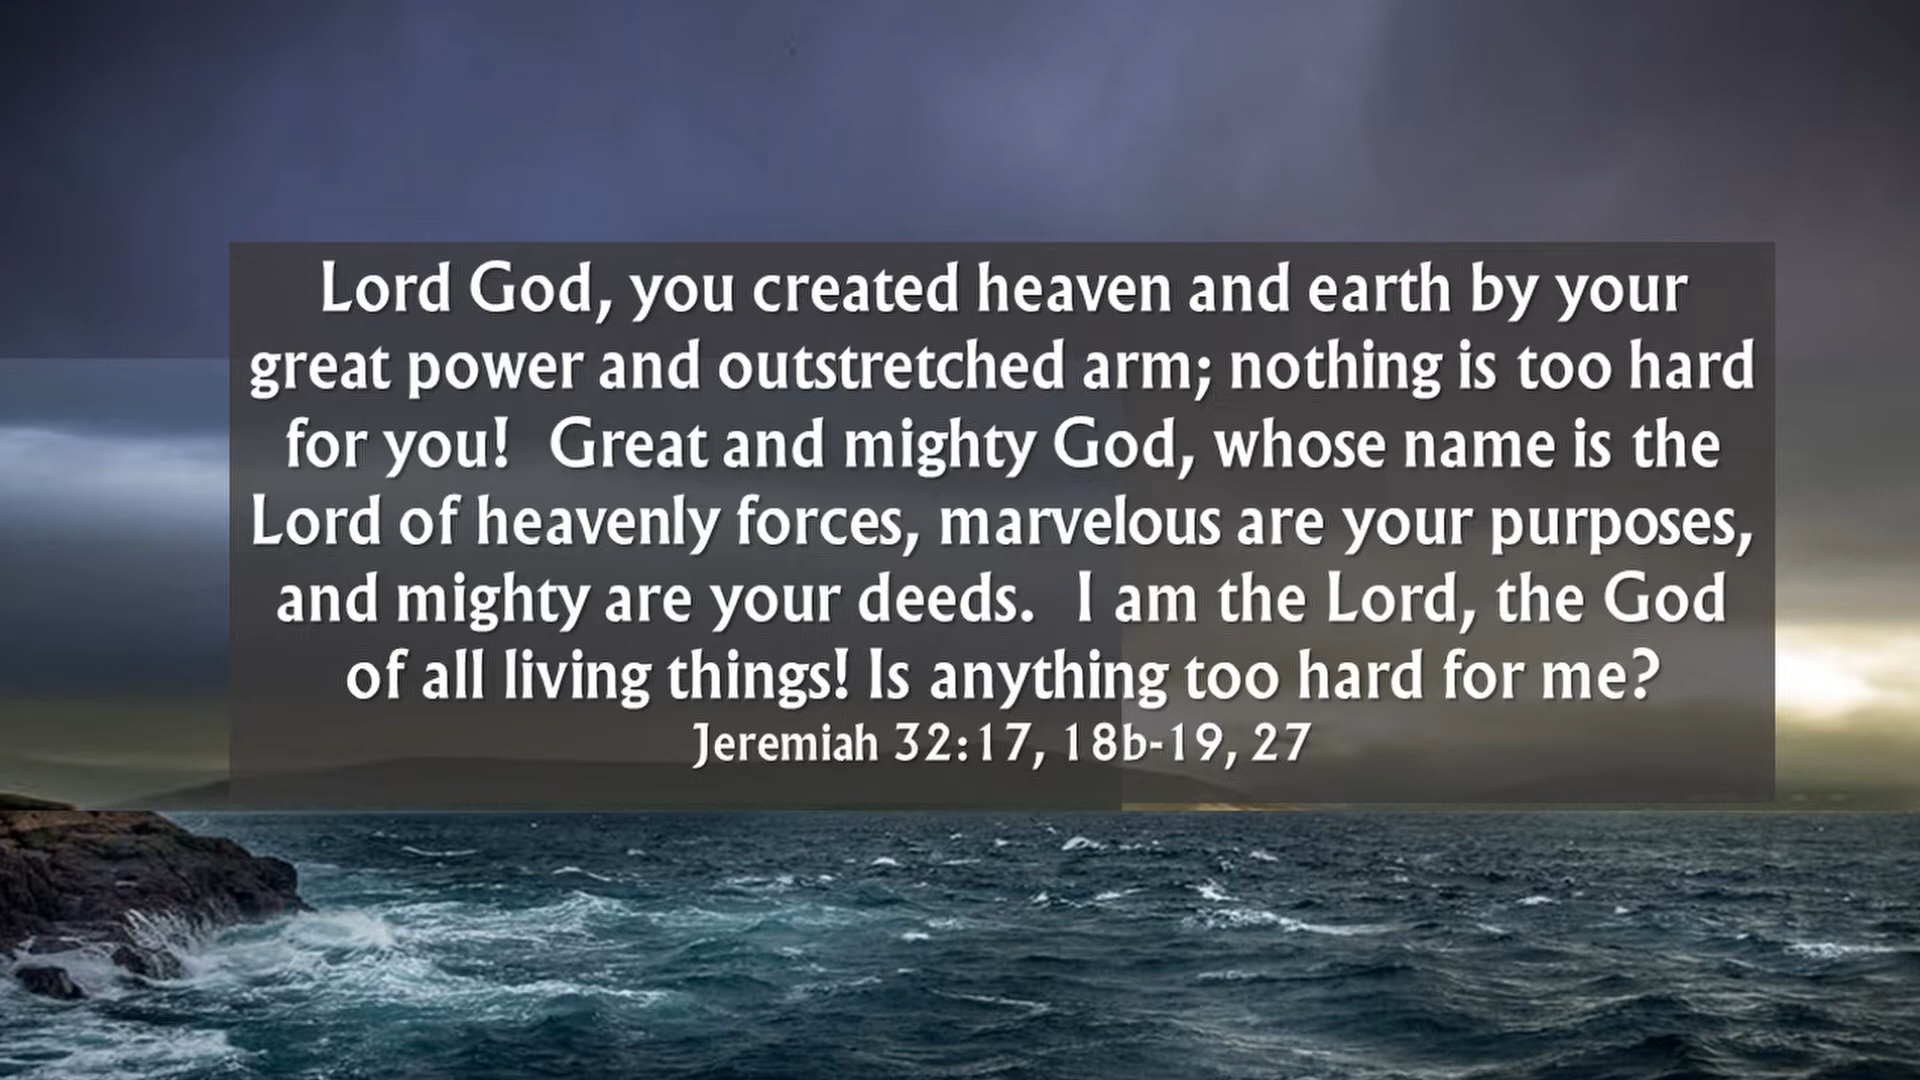 Lord God, you created heaven and earth by your
great power and outstretched arm; nothing is too hard
for you!  Great and mighty God, whose name is the
Lord of heavenly forces, marvelous are your purposes,
and mighty are your deeds.  I am the Lord, the God
of all living things! Is anything too hard for me?
Jeremiah 32:17, 18b-19, 27